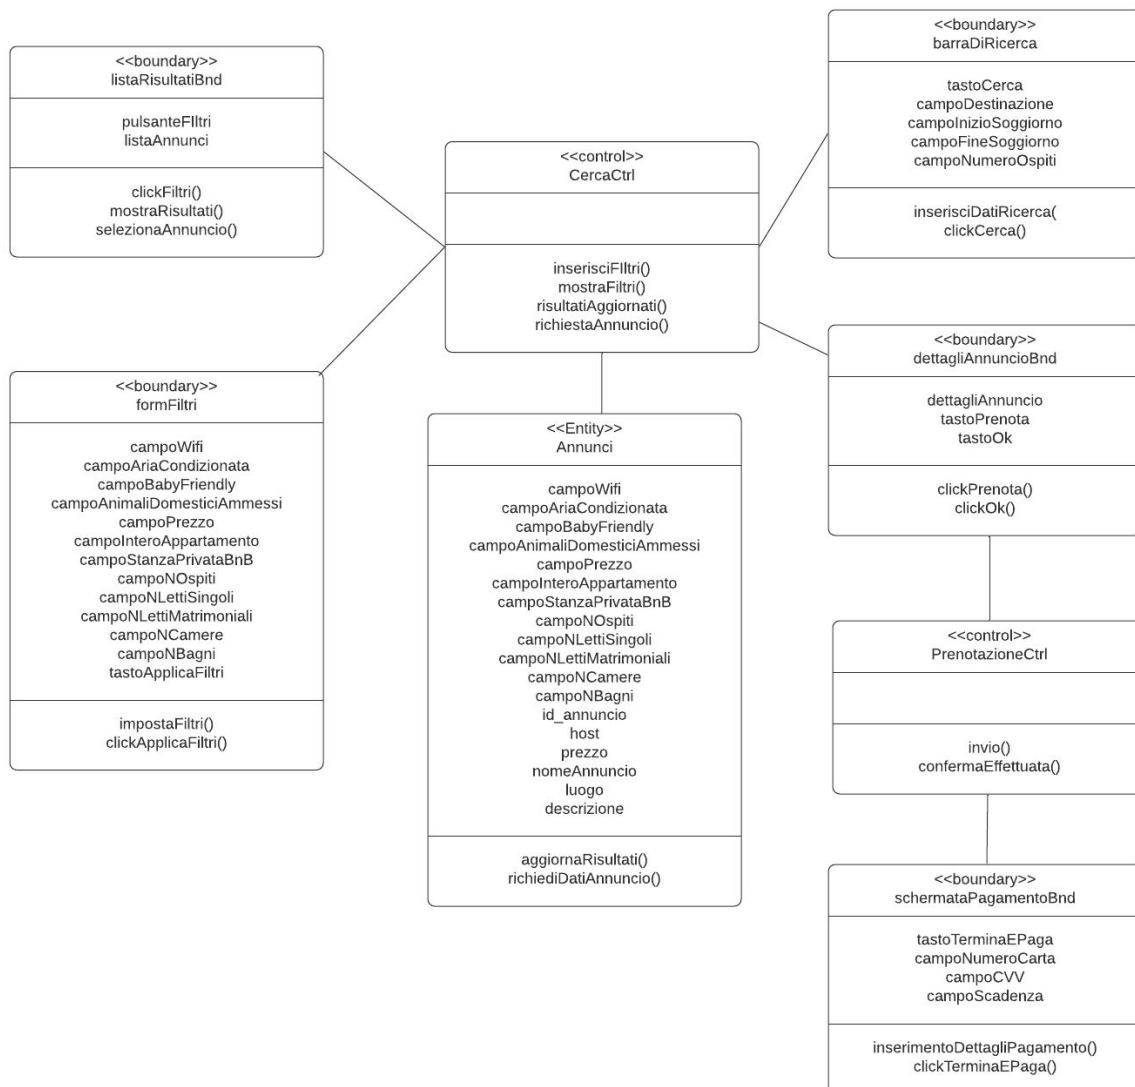 <<boundary>>
listaRisultatiBnd
pulsanteFIltri
listaAnnunci
clickFiltri()
mostraRisultati()
selezionaAnnuncio()
<<control>>
CercaCtrl
inserisciFIltri()
mostraFiltri()
risultatiAggiornati()
richiestaAnnuncio()
<<boundary>>
barraDiRicerca
tastoCerca
campoDestinazione
campoInizioSoggiorno
campoFineSoggiorno
campoNumeroOspiti
inserisciDatiRicerca(
clickCerca()
<<boundary>>
formFiltri
campoWifi
campoAriaCondizionata
campoBabyFriendly
campoAnimaliDomesticiAmmessi
campoPrezzo
campoInteroAppartamento
campoStanzaPrivataBnB
campoNOspiti
campoNLettiSingoli
campoNLettiMatrimoniali
campoNCamere
campoNBagni
tastoApplicaFiltri
impostaFiltri()
clickApplicaFiltri()
<<Entity>>
Annunci
campoWifi
campoAriaCondizionata
campoBabyFriendly
campoAnimaliDomesticiAmmessi
campoPrezzo
campoInteroAppartamento
campoStanzaPrivataBnB
campoNOspiti
campoNLettiSingoli
campoNLettiMatrimoniali
campoNCamere
campoNBagni
id_annuncio
host
prezzo
nomeAnnuncio
luogo
descrizione
aggiornaRisultati()
richiediDatiAnnuncio()
<<boundary>>
dettagliAnnuncioBnd
dettagliAnnuncio
tastoPrenota
tastoOk
clickPrenota()
clickOk()
<<control>>
PrenotazioneCtrl
invio()
confermaEffettuata()
<<boundary>>
schermataPagamentoBnd
tastoTerminaEPaga
campoNumeroCarta
campoCVV
campoScadenza
inserimentoDettagliPagamento()
clickTerminaEPaga()